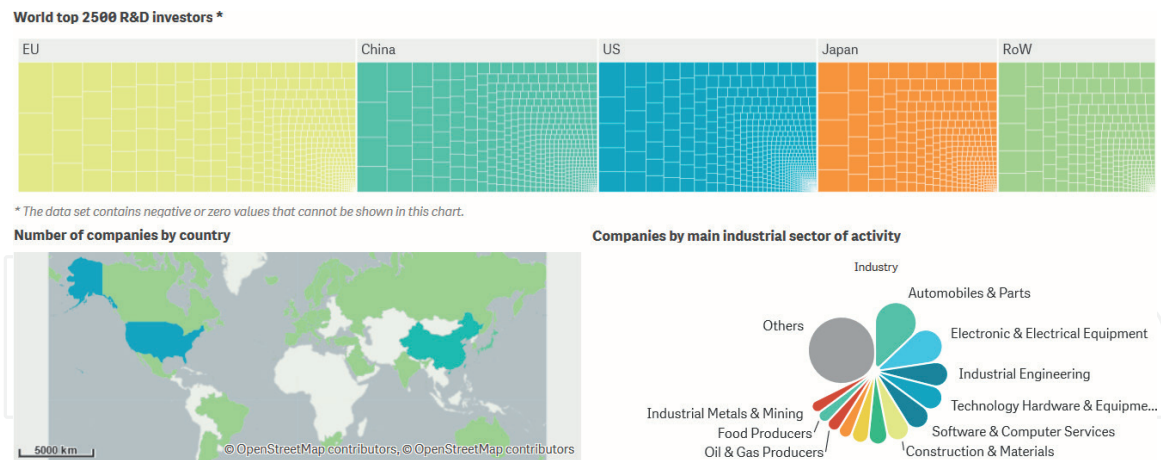 World top 2500 R&D investors *
EU
China
US
Japan
RoW
* The data set contains negative or zero values that cannot be shown in this chart.
Number of companies by country
5000 km
© OpenStreetMap contributors, © OpenStreetMap contributors
Companies by main industrial sector of activity
Industry
Automobiles & Parts
Others
Electronic & Electrical Equipment
Industrial Engineering
Technology Hardware & Equipme...
Industrial Metals & Mining
Food Producers
Software & Computer Services
Oil & Gas Producers
Construction & Materials